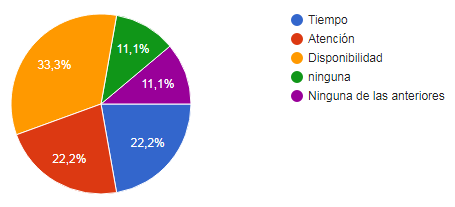 Tiempo
Atención
Disponibilidad
ninguna
Ninguna de las anteriores
11,1%
33,3%
11,1%
22,2%
22,2%